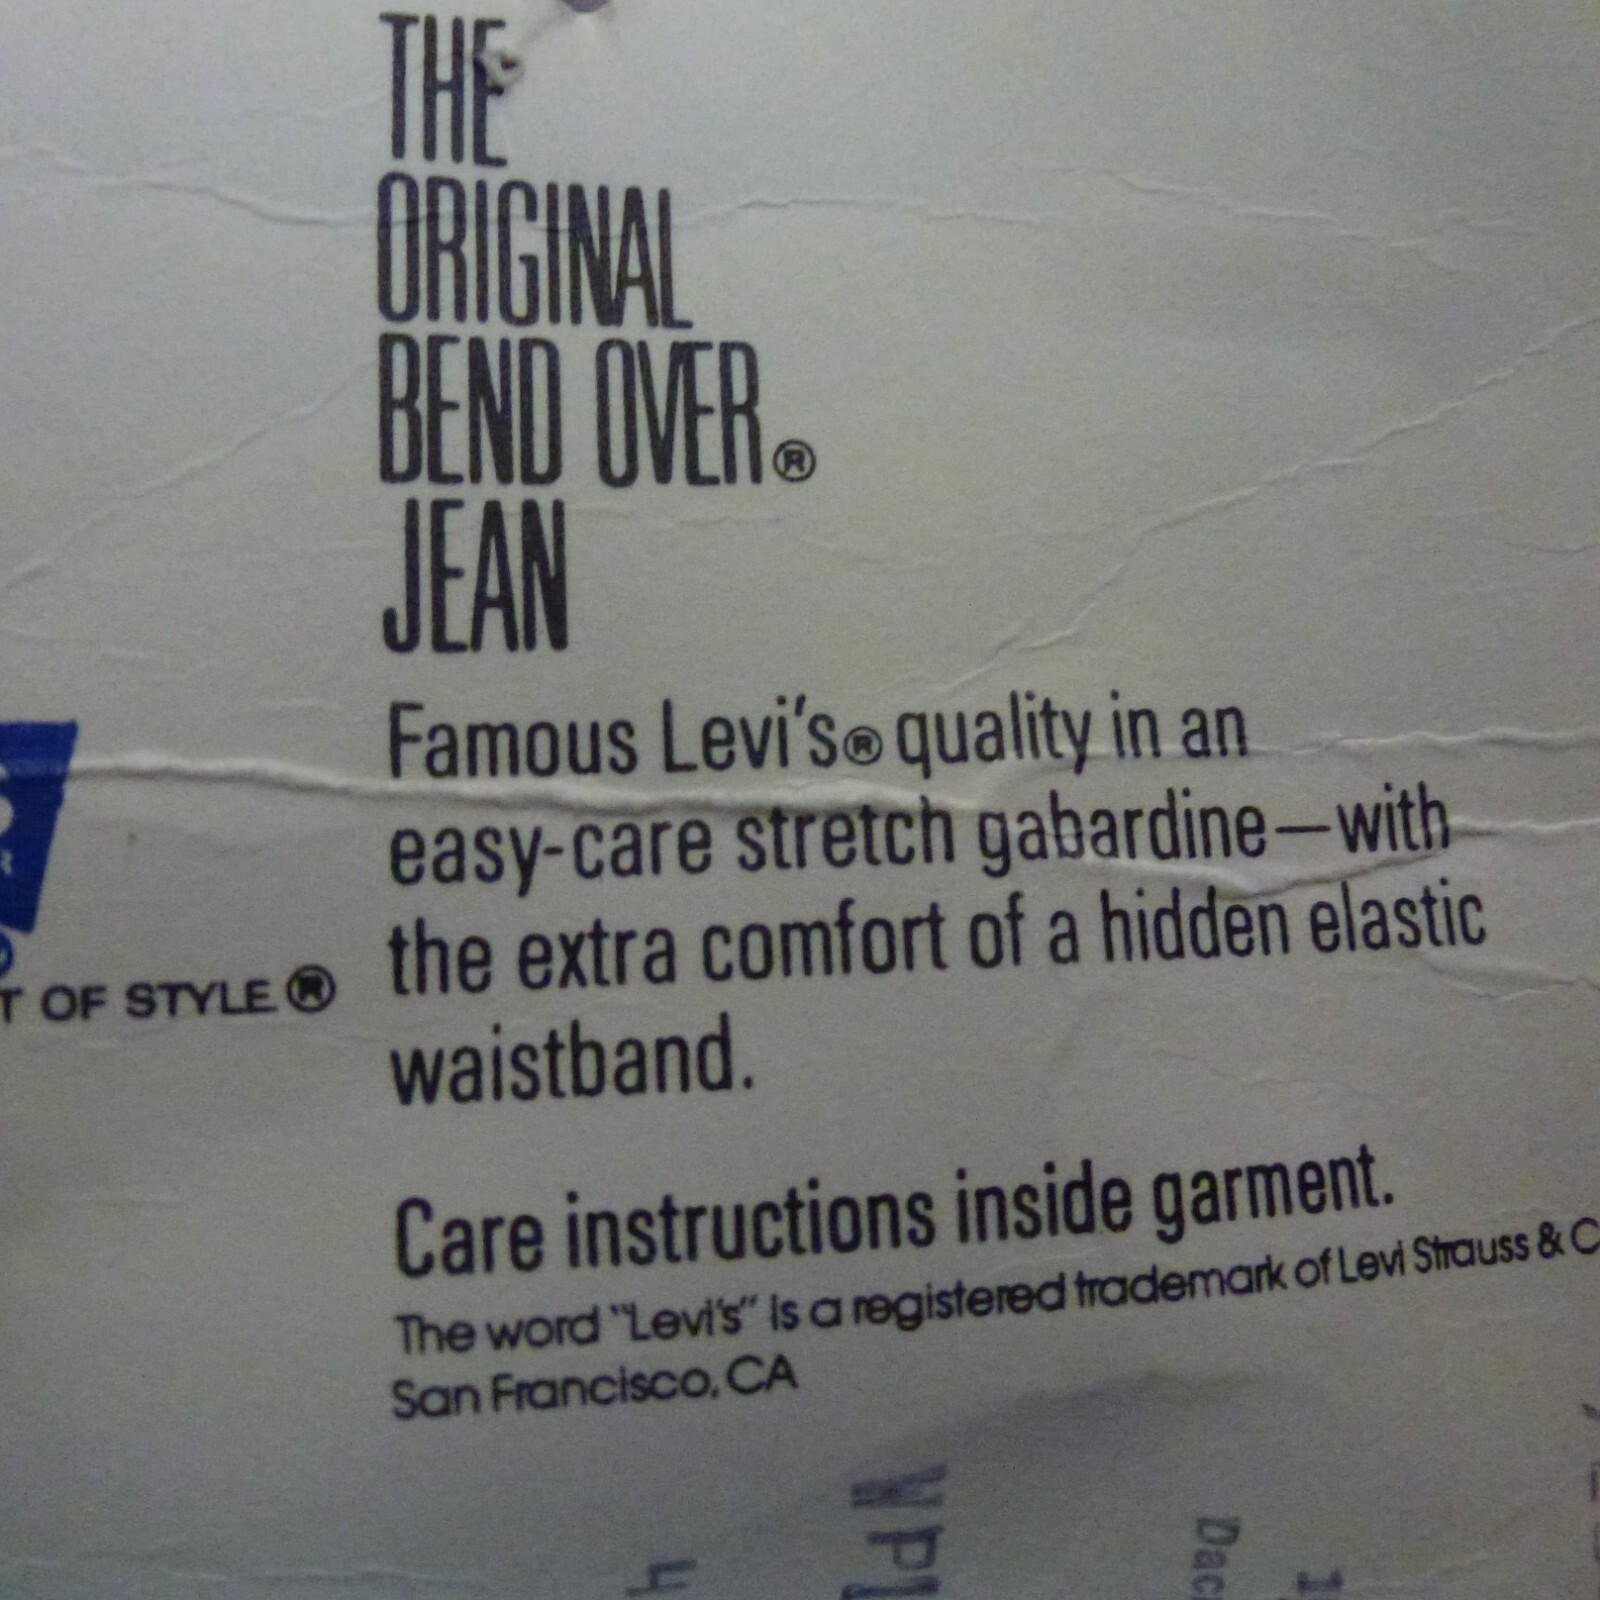 THE
ORIGINAL
BEND OVER®
JEAN
Famous Levi's® quality in an
easy-care stretch gabardine—with
the extra comfort of a hidden elastic
waistband.
OF STYLE®
Care instructions inside garment.
The word "Levi's" is a registered trademark of Levi Strauss &
San Francisco, CA
4